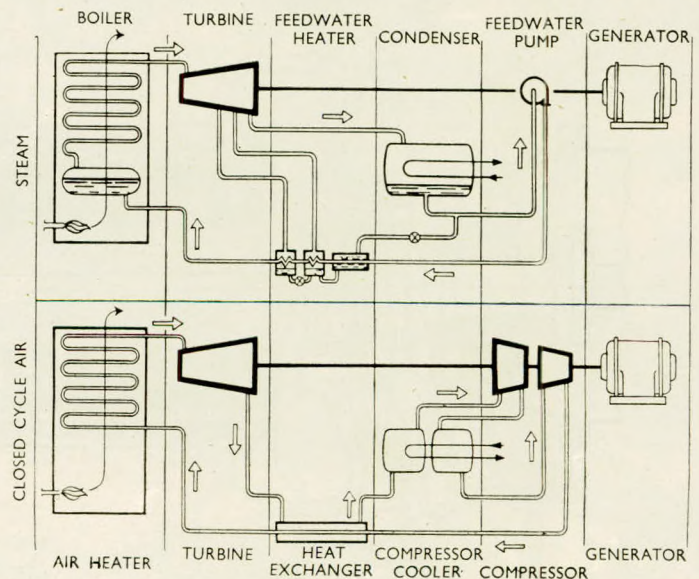 BOILER
TURBINE
FEEDWATER
HEATER
CONDENSER
FEEDWATER
PUMP
GENERATOR
STEAM
CLOSED CYCLE AIR
AIR HEATER
TURBINE
HEAT
EXCHANGER
COMPRESSOR
COOLER
COMPRESSOR
GENERATOR